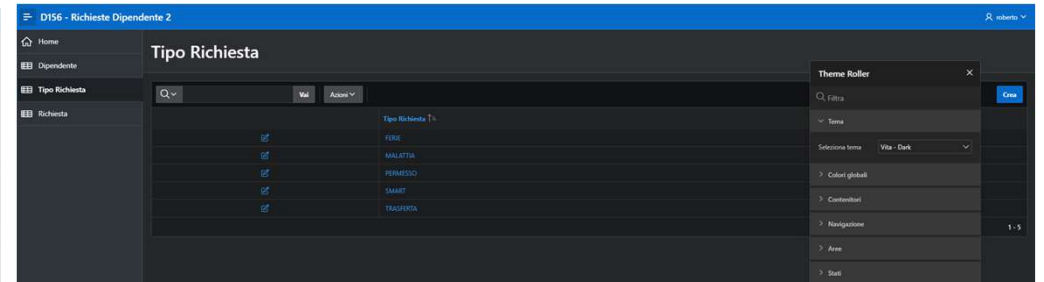 D156 - Richieste Dipendente 2
roberto
Home
Dipendente
Tipo Richiesta
Richiesta
Tipo Richiesta
Vai
Azioni
Crea
Tipo Richiesta
FERIE
MALATTIA
PERMESSO
SMART
TRASFERTA
1 - 5
Theme Roller
Filtra
Tema
Seleziona tema Vita - Dark
Colori globali
Contenitori
Navigazione
Aree
Stati